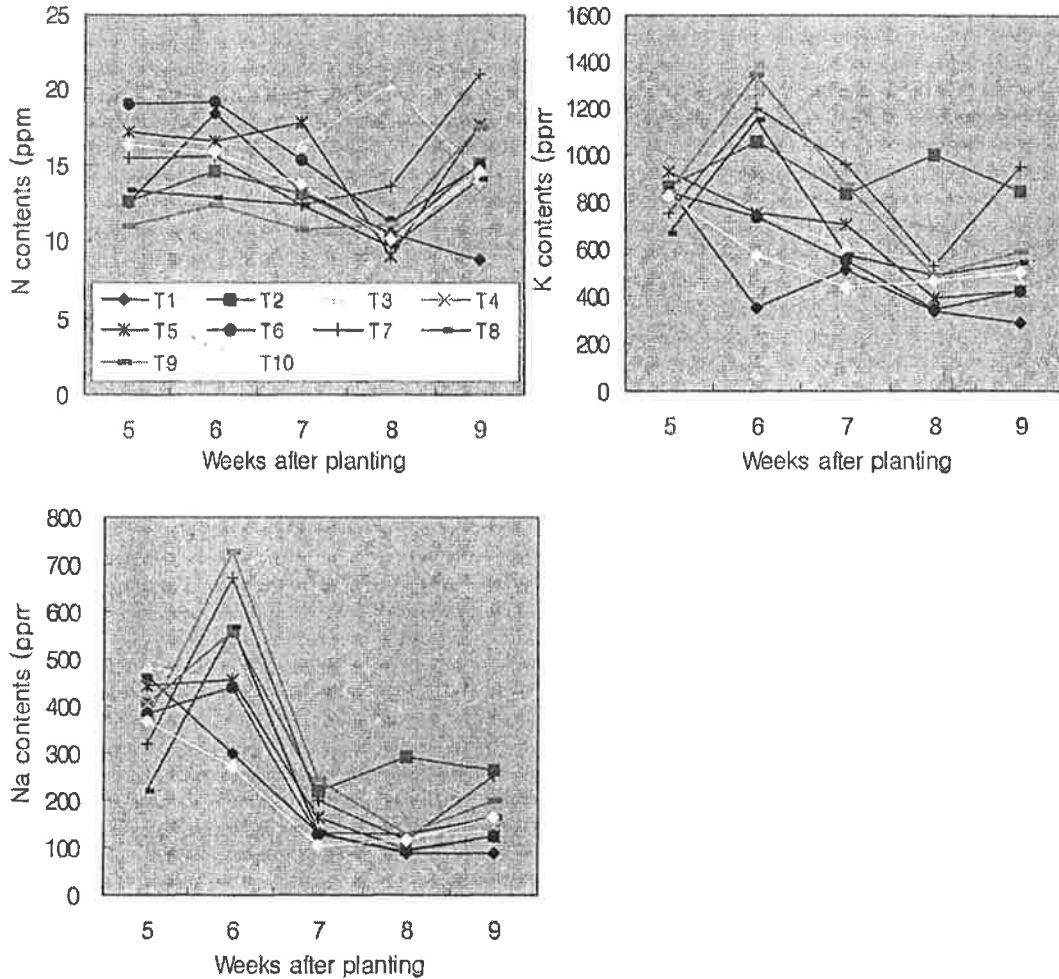 25
20
15
10
5
0
N contents (ppm
T1 T2 T3 T4
T5 T6 T7 T8
T9 T10
5 6 7 8 9
Weeks after planting
1600
1400
1200
1000
800
600
400
200
0
K contents (pprr
5 6 7 8 9
Weeks after planting
800
700
600
500
400
300
200
100
0
Na contents (pprr
5 6 7 8 9
Weeks after planting